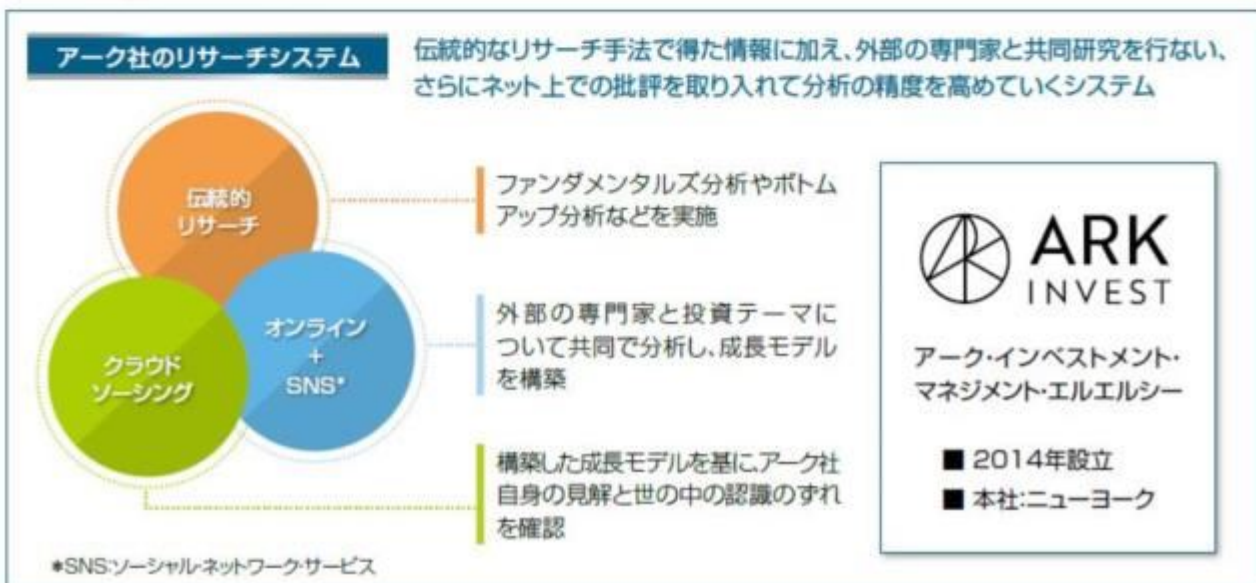 アーク社のリサーチシステム
伝統的なリサーチ手法で得た情報に加え、外部の専門家と共同研究を行ない、
さらにネット上での批評を取り入れて分析の精度を高めていくシステム
伝統的
リサーチ
ファンダメンタルズ分析やボトム
アップ分析などを実施
オンライン
+
SNS*
外部の専門家と投資テーマに
ついて共同で分析し、成長モデル
を構築
クラウド
ソーシング
構築した成長モデルを基に、アーク社
自身の見解と世の中の認識のずれ
を確認
*SNS:ソーシャル・ネットワーク・サービス
ARK
INVEST
アーク・インベストメント・
マネジメント・エルエルシー
■ 2014年設立
■ 本社:ニューヨーク